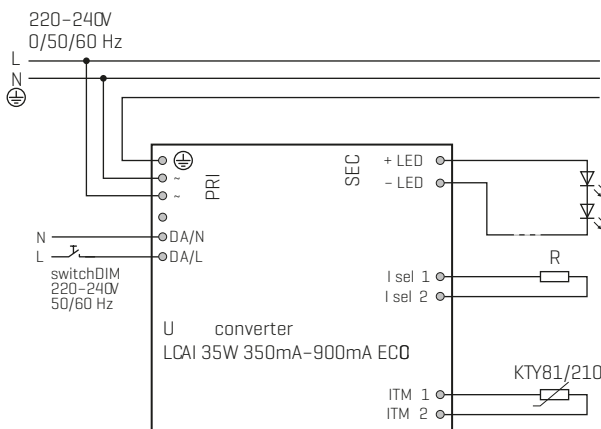 220–240V
0/50/60 Hz
L
N
PRI
SEC
+ LED
– LED
~
~
N
DA/N
L
DA/L
switchDIM
220–240V
50/60 Hz
I sel 1
I sel 2
R
U converter
LCAI 35W 350mA–900mA ECO
KTY81/210
ITM 1
ITM 2